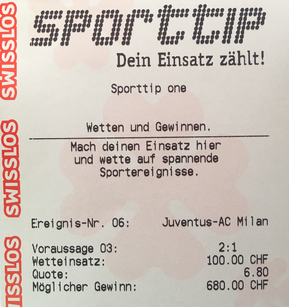 sporttip
Dein Einsatz zählt!
Sporttip one
Wetten und Gewinnen.
Mach deinen Einsatz hier
und wette auf spannende
Sportereignisse.
Ereignis-Nr. 06: Juventus-AC Milan
Voraussage 03: 2:1
Wetteinsatz: 100.00 CHF
Quote: 6.80
Möglicher Gewinn: 680.00 CHF
SWISSLOS
SWISSLOS
SWISSLOS